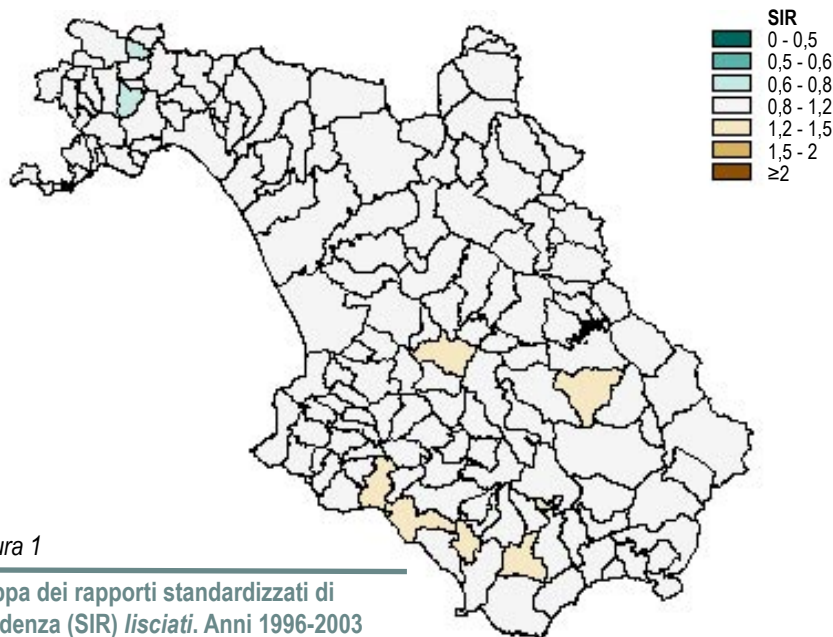 SIR
0 - 0,5
0,5 - 0,6
0,6 - 0,8
0,8 - 1,2
1,2 - 1,5
1,5 - 2
≥2
ura 1
ppa dei rapporti standardizzati di
denza (SIR) lisciati. Anni 1996-2003